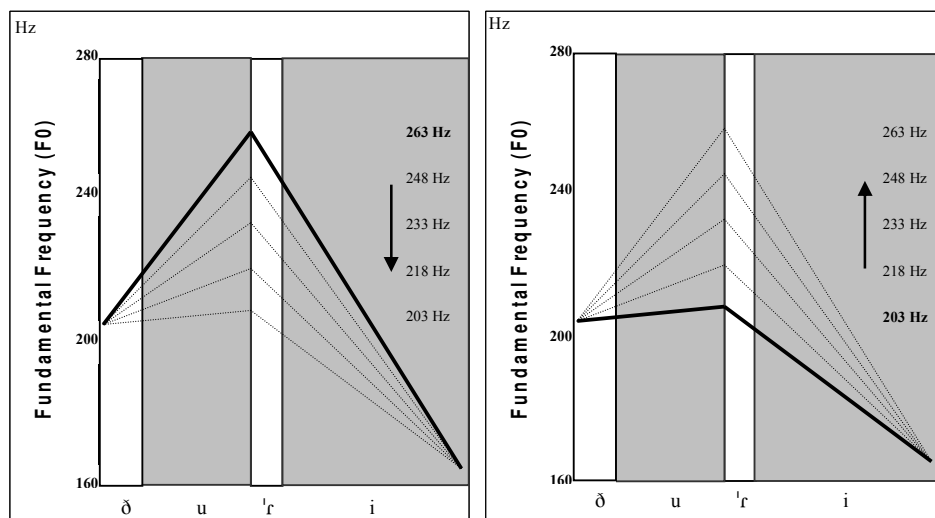 Hz
Fundamental Frequency (F0)
280
240
200
160
263 Hz
248 Hz
233 Hz
218 Hz
203 Hz
ð u ˈɾ i
Hz
Fundamental Frequency (F0)
280
240
200
160
263 Hz
248 Hz
233 Hz
218 Hz
203 Hz
ð u ˈɾ i